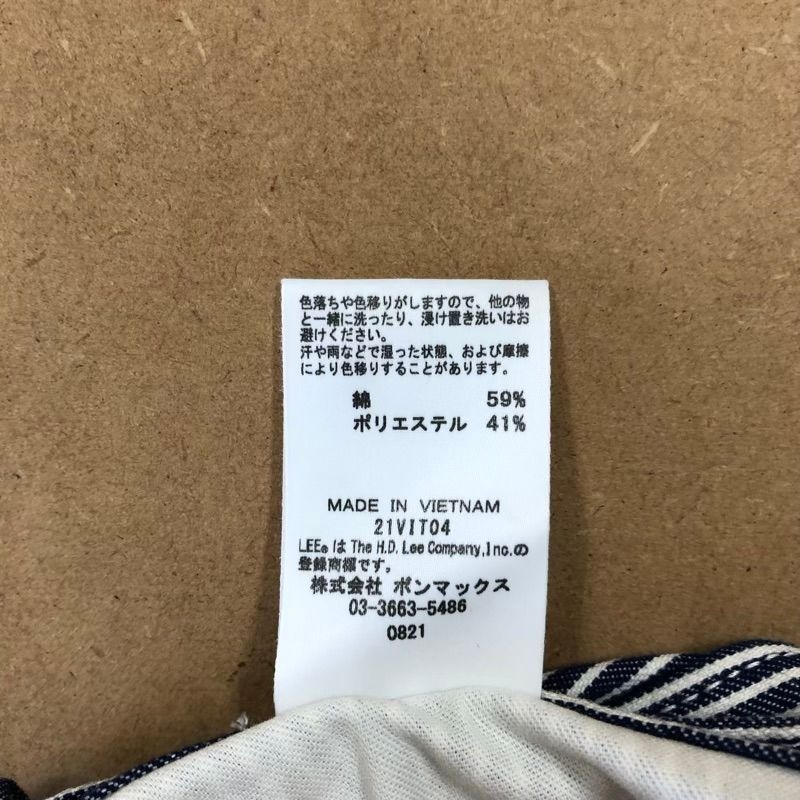 色落ちや色移りがしますので、他の物
と一緒に洗ったり、浸け置き洗いはお
避けください。
汗や雨などで湿った状態、および摩擦
により色移りすることがあります。
綿 59%
ポリエステル 41%
MADE IN VIETNAM
21VIT04
LEE® は The H.D. Lee Company,Inc.の
登録商標です。
株式会社 ボンマックス
03-3663-5486
0821